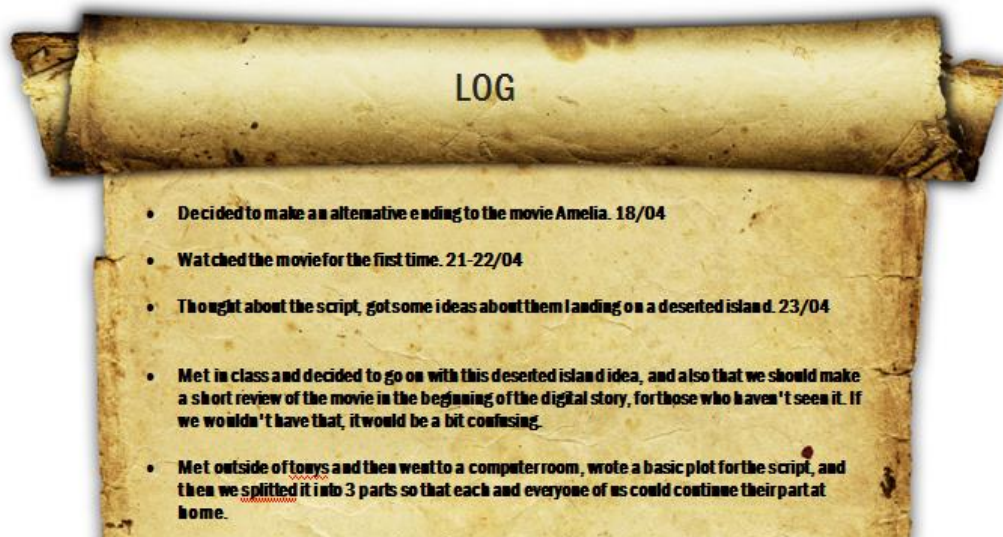 LOG
• Decided to make an alternative ending to the movie Amelia. 18/04
• Watched the movie for the first time. 21-22/04
• Thought about the script, got some ideas about them landing on a deserted island. 23/04
• Met in class and decided to go on with this deserted island idea, and also that we should make
a short review of the movie in the beginning of the digital story, for those who haven't seen it. If
we wouldn't have that, it would be a bit confusing.
• Met outside of tonys and then went to a computer room, wrote a basic plot for the script, and
then we splitted it into 3 parts so that each and everyone of us could continue their part at
home.